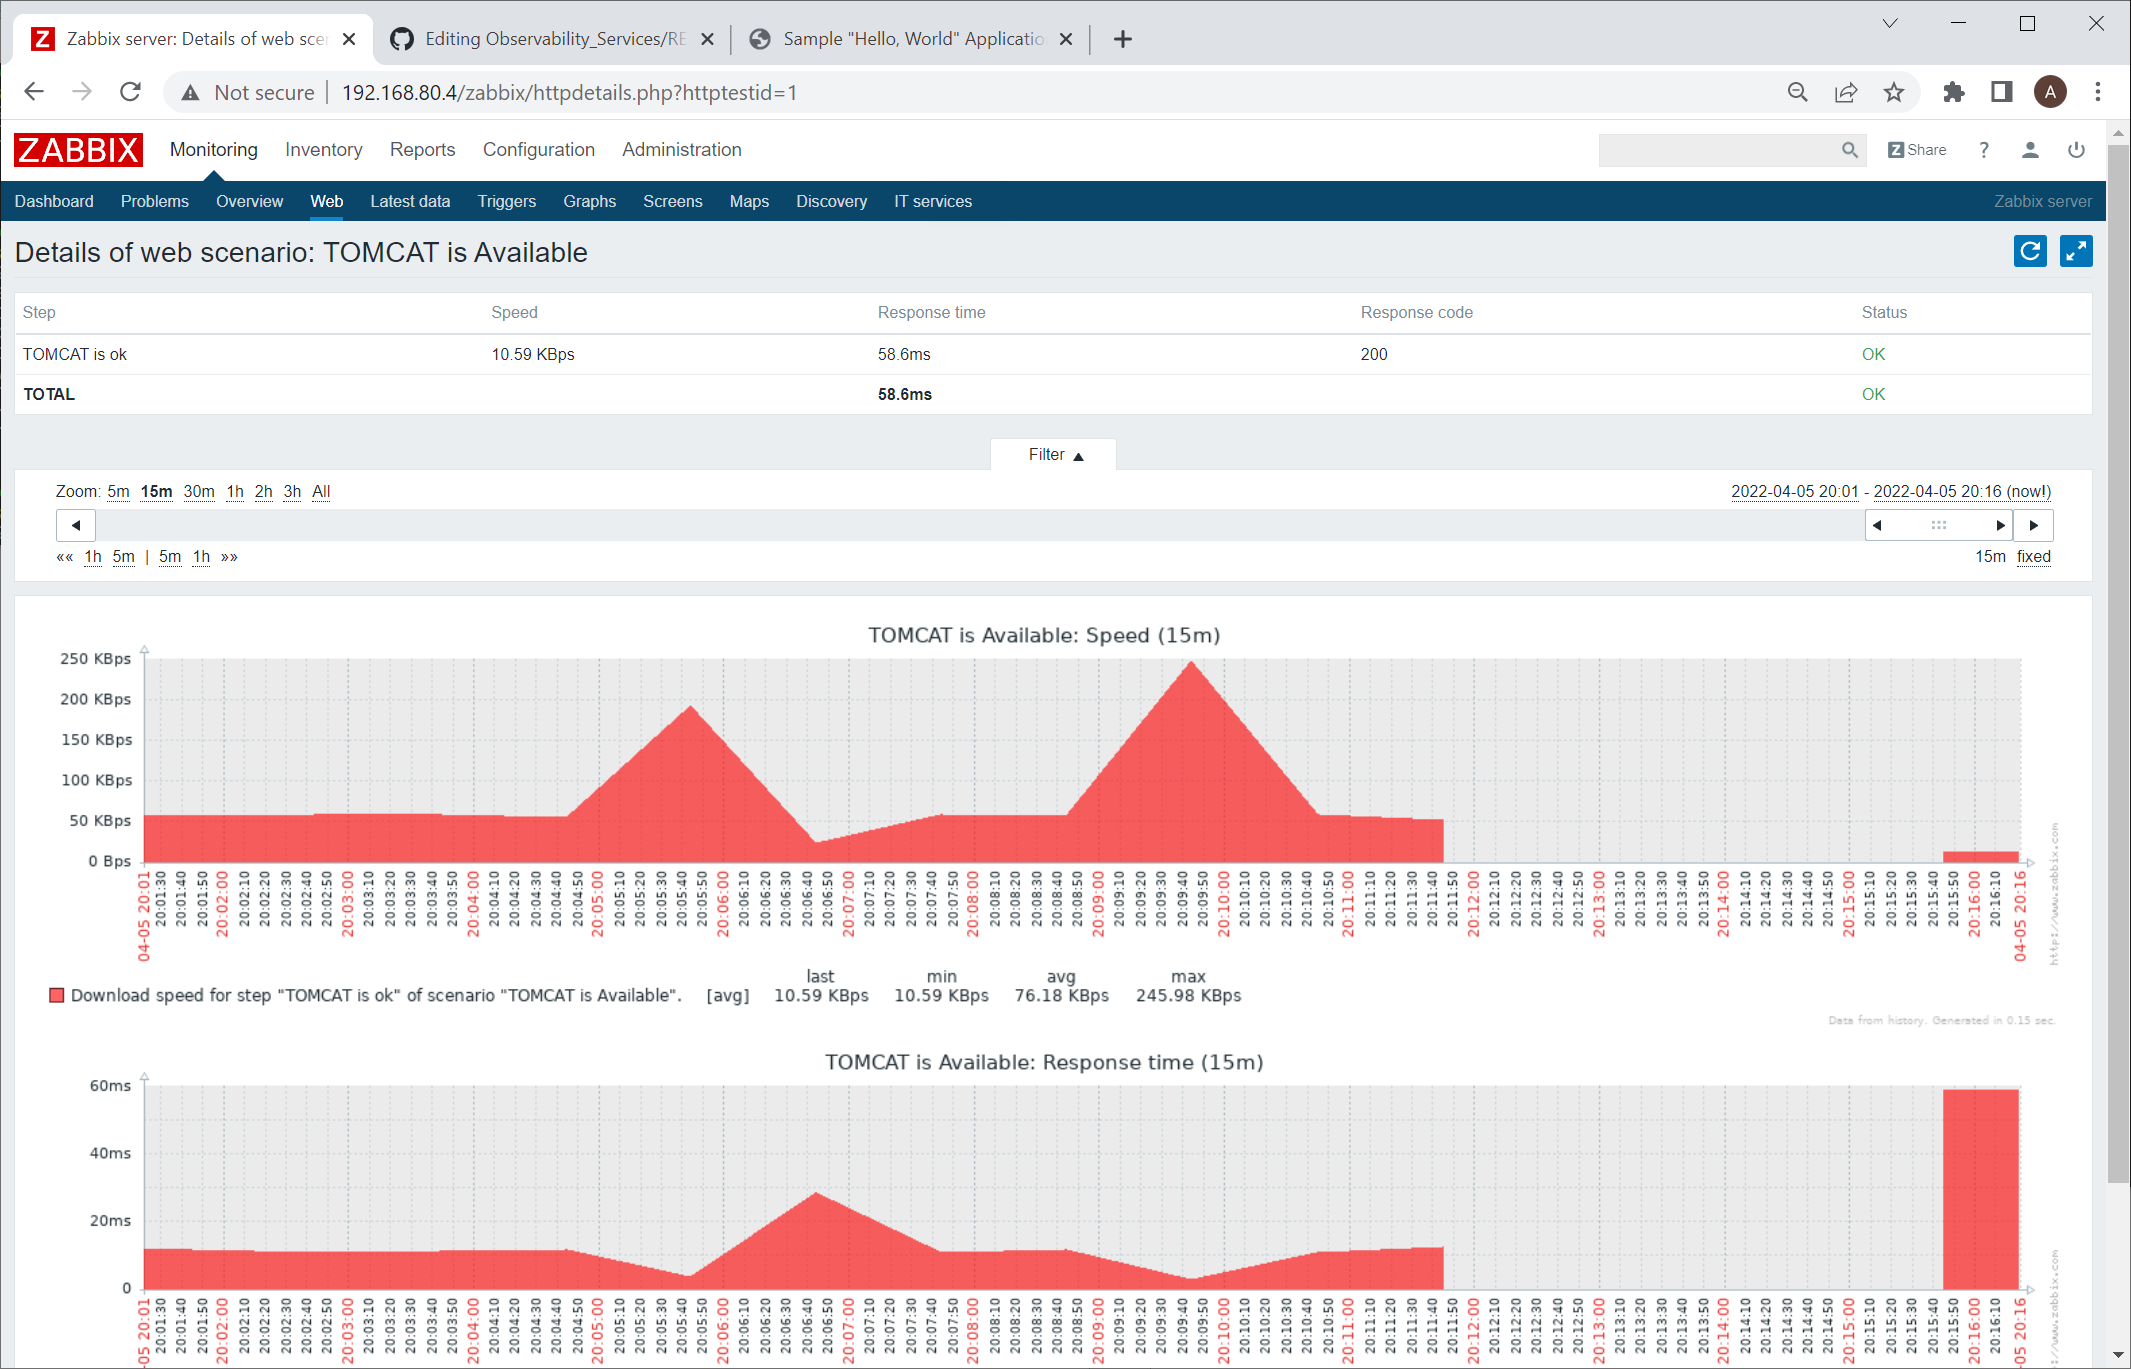 Zabbix server: Details of web scen
Editing Observability_Services/RE
Sample "Hello, World" Applicatio
Not secure 192.168.80.4/zabbix/httpdetails.php?httptestid=1
A
ZABBIX Monitoring Inventory Reports Configuration Administration Z Share ?
Dashboard Problems Overview Web Latest data Triggers Graphs Screens Maps Discovery IT services Zabbix server
Details of web scenario: TOMCAT is Available
Step Speed Response time Response code Status
TOMCAT is ok 10.59 KBps 58.6ms 200 OK
TOTAL 58.6ms OK
Filter ▲
Zoom: 5m 15m 30m 1h 2h 3h All 2022-04-05 20:01 - 2022-04-05 20:16 (now!)
«« 1h 5m | 5m 1h »» 15m fixed
TOMCAT is Available: Speed (15m)
250 KBps
200 KBps
150 KBps
100 KBps
50 KBps
0 Bps
04-05 20:01 20:01:30 20:01:40 20:01:50 20:02:00 20:02:10 20:02:20 20:02:30 20:02:40 20:02:50 20:03:00 20:03:10 20:03:20 20:03:30 20:03:40 20:03:50 20:04:00 20:04:10 20:04:20 20:04:30 20:04:40 20:04:50 20:05:00 20:05:10 20:05:20 20:05:30 20:05:40 20:05:50 20:06:00 20:06:10 20:06:20 20:06:30 20:06:40 20:06:50 20:07:00 20:07:10 20:07:20 20:07:30 20:07:40 20:07:50 20:08:00 20:08:10 20:08:20 20:08:30 20:08:40 20:08:50 20:09:00 20:09:10 20:09:20 20:09:30 20:09:40 20:09:50 20:10:00 20:10:10 20:10:20 20:10:30 20:10:40 20:10:50 20:11:00 20:11:10 20:11:20 20:11:30 20:11:40 20:11:50 20:12:00 20:12:10 20:12:20 20:12:30 20:12:40 20:12:50 20:13:00 20:13:10 20:13:20 20:13:30 20:13:40 20:13:50 20:14:00 20:14:10 20:14:20 20:14:30 20:14:40 20:14:50 20:15:00 20:15:10 20:15:20 20:15:30 20:15:40 20:15:50 20:16:00 20:16:10 04-05 20:16
http://www.zabbix.com
last min avg max
Download speed for step "TOMCAT is ok" of scenario "TOMCAT is Available". [avg] 10.59 KBps 10.59 KBps 76.18 KBps 245.98 KBps
Data from history. Generated in 0.15 sec.
TOMCAT is Available: Response time (15m)
60ms
40ms
20ms
0
-05 20:01 20:01:30 20:01:40 20:01:50 20:02:00 20:02:10 20:02:20 20:02:30 20:02:40 20:02:50 20:03:00 20:03:10 20:03:20 20:03:30 20:03:40 20:03:50 20:04:00 20:04:10 20:04:20 20:04:30 20:04:40 20:04:50 20:05:00 20:05:10 20:05:20 20:05:30 20:05:40 20:05:50 20:06:00 20:06:10 20:06:20 20:06:30 20:06:40 20:06:50 20:07:00 20:07:10 20:07:20 20:07:30 20:07:40 20:07:50 20:08:00 20:08:10 20:08:20 20:08:30 20:08:40 20:08:50 20:09:00 20:09:10 20:09:20 20:09:30 20:09:40 20:09:50 20:10:00 20:10:10 20:10:20 20:10:30 20:10:40 20:10:50 20:11:00 20:11:10 20:11:20 20:11:30 20:11:40 20:11:50 20:12:00 20:12:10 20:12:20 20:12:30 20:12:40 20:12:50 20:13:00 20:13:10 20:13:20 20:13:30 20:13:40 20:13:50 20:14:00 20:14:10 20:14:20 20:14:30 20:14:40 20:14:50 20:15:00 20:15:10 20:15:20 20:15:30 20:15:40 20:15:50 20:16:00 20:16:10 -05 20:16
//www.zabbix.com